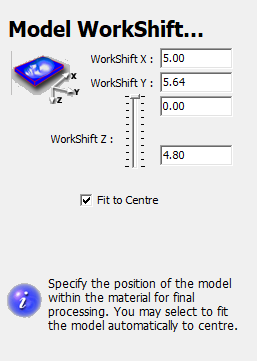 Model WorkShift...
WorkShift X : 5.00
WorkShift Y : 5.64
0.00
WorkShift Z :
4.80
Fit to Centre
Specify the position of the model
within the material for final
processing. You may select to fit
the model automatically to centre.
X
Y
Z